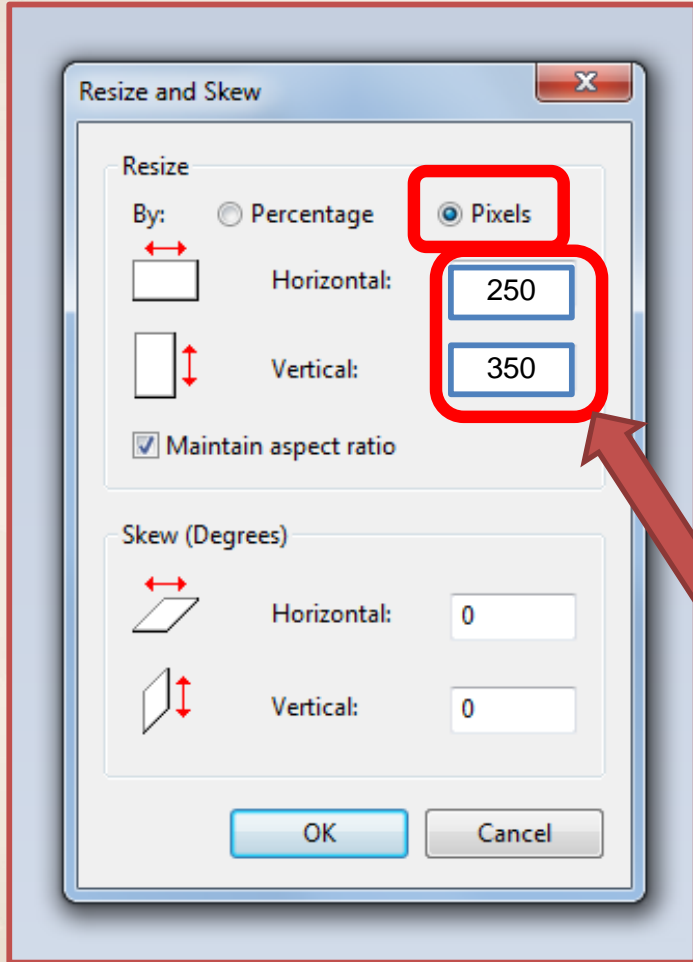 Resize and Skew
Resize
By: Percentage Pixels
Horizontal: 250
Vertical: 350
Maintain aspect ratio
Skew (Degrees)
Horizontal: 0
Vertical: 0
OK Cancel